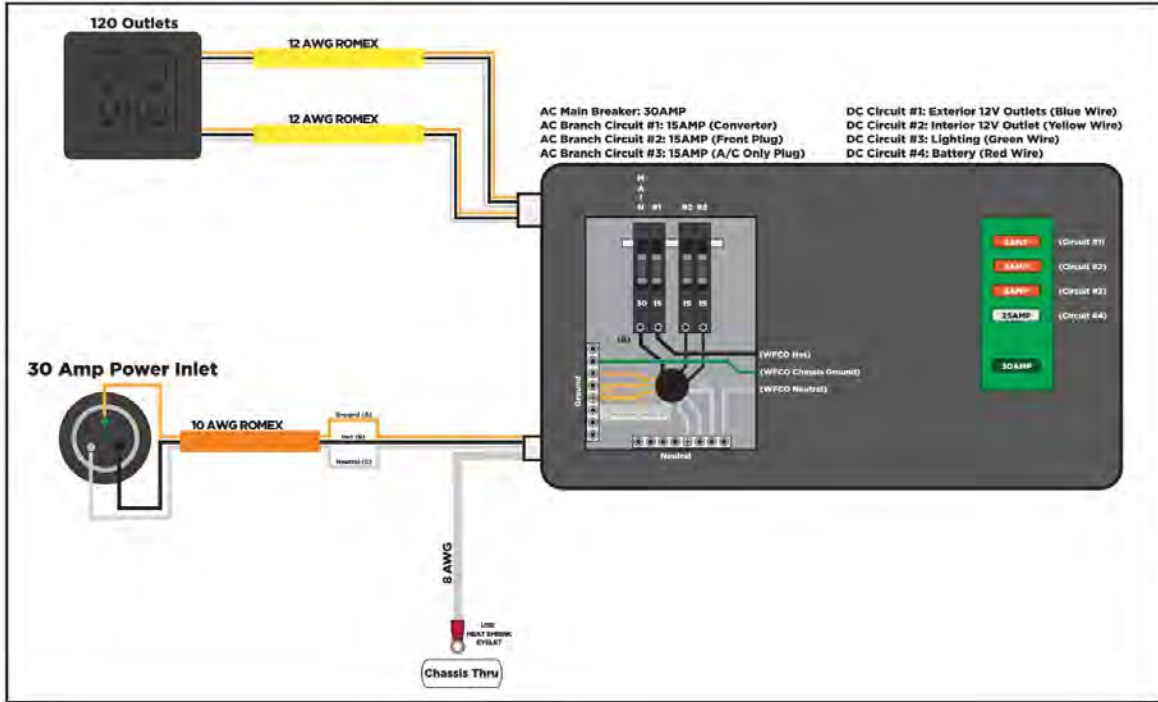 120 Outlets
12 AWG ROMEX
12 AWG ROMEX
AC Main Breaker: 30AMP
AC Branch Circuit #1: 15AMP (Converter)
AC Branch Circuit #2: 15AMP (Front Plug)
AC Branch Circuit #3: 15AMP (A/C Only Plug)
DC Circuit #1: Exterior 12V Outlets (Blue Wire)
DC Circuit #2: Interior 12V Outlet (Yellow Wire)
DC Circuit #3: Lighting (Green Wire)
DC Circuit #4: Battery (Red Wire)
MAIN
#1
#2
#3
30
15
15
15
(B)
(WFCO Hot)
(WFCO Chassis Ground)
(WFCO Neutral)
Ground
Neutral
(Circuit #1)
(Circuit #2)
(Circuit #3)
25AMP
(Circuit #4)
30AMP
30 Amp Power Inlet
10 AWG ROMEX
Ground (A)
Hot (B)
Neutral (C)
8 AWG
USE
HEAT SHRINK
EYELET
Chassis Thru